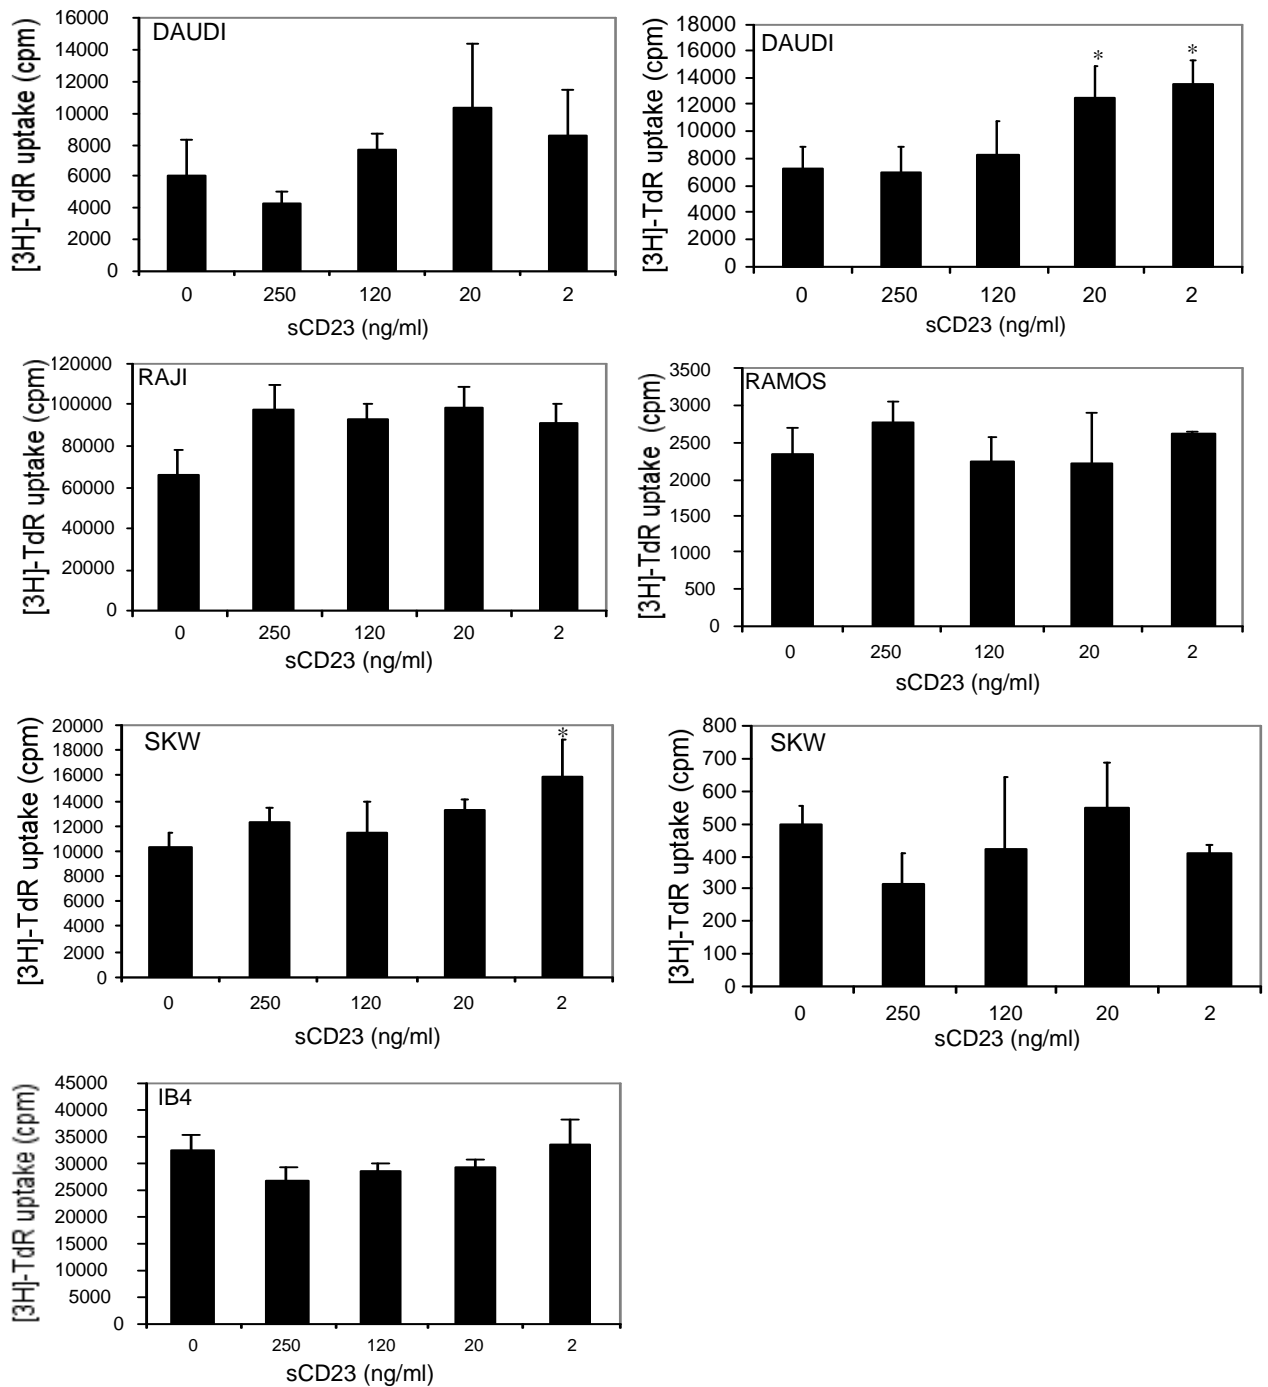 DAUDI
[3H]-TdR uptake (cpm)
16000
14000
12000
10000
8000
6000
4000
2000
0
0 250 120 20 2
sCD23 (ng/ml)
DAUDI
[3H]-TdR uptake (cpm)
18000
16000
14000
12000
10000
8000
6000
4000
2000
0
* *
0 250 120 20 2
sCD23 (ng/ml)
RAJI
[3H]-TdR uptake (cpm)
120000
100000
80000
60000
40000
20000
0
0 250 120 20 2
sCD23 (ng/ml)
RAMOS
[3H]-TdR uptake (cpm)
3500
3000
2500
2000
1500
1000
500
0
0 250 120 20 2
sCD23 (ng/ml)
SKW
[3H]-TdR uptake (cpm)
20000
18000
16000
14000
12000
10000
8000
6000
4000
2000
0
*
0 250 120 20 2
sCD23 (ng/ml)
SKW
[3H]-TdR uptake (cpm)
800
700
600
500
400
300
200
100
0
0 250 120 20 2
sCD23 (ng/ml)
IB4
[3H]-TdR uptake (cpm)
45000
40000
35000
30000
25000
20000
15000
10000
5000
0
0 250 120 20 2
sCD23 (ng/ml)